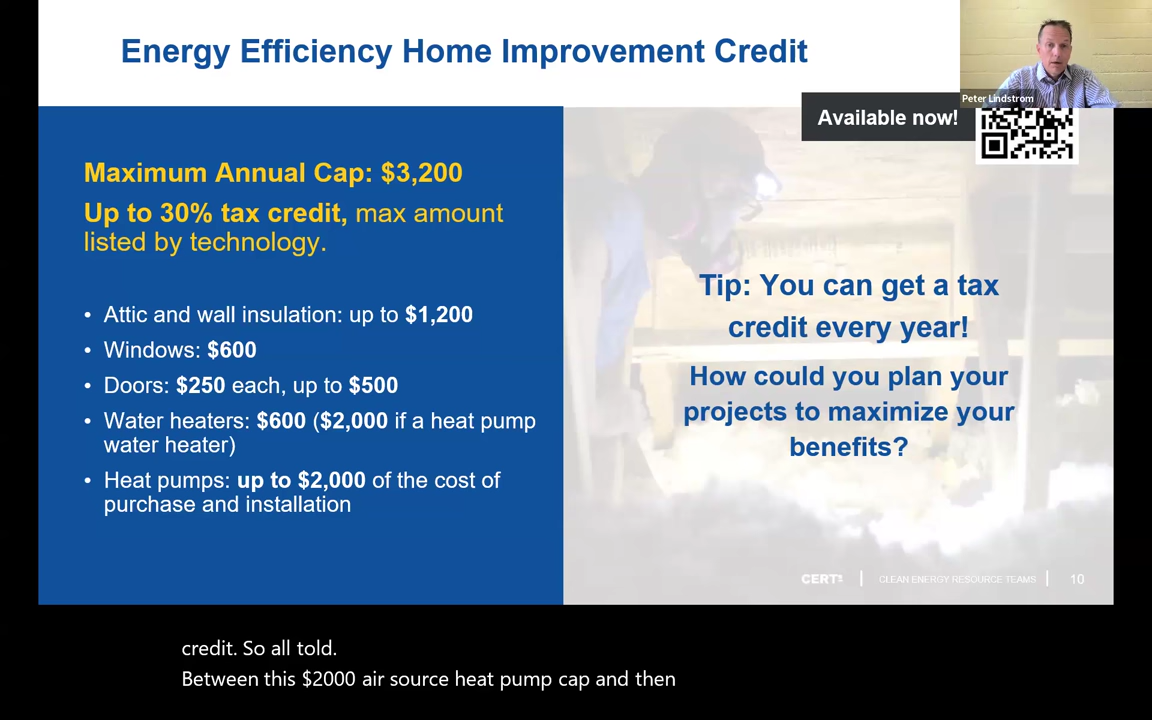 Energy Efficiency Home Improvement Credit
Peter Lindstrom
Available now!
Maximum Annual Cap: $3,200
Up to 30% tax credit, max amount
listed by technology.
• Attic and wall insulation: up to $1,200
• Windows: $600
• Doors: $250 each, up to $500
• Water heaters: $600 ($2,000 if a heat pump
water heater)
• Heat pumps: up to $2,000 of the cost of
purchase and installation
Tip: You can get a tax
credit every year!
How could you plan your
projects to maximize your
benefits?
CERTs | CLEAN ENERGY RESOURCE TEAMS | 10
credit. So all told.
Between this $2000 air source heat pump cap and then